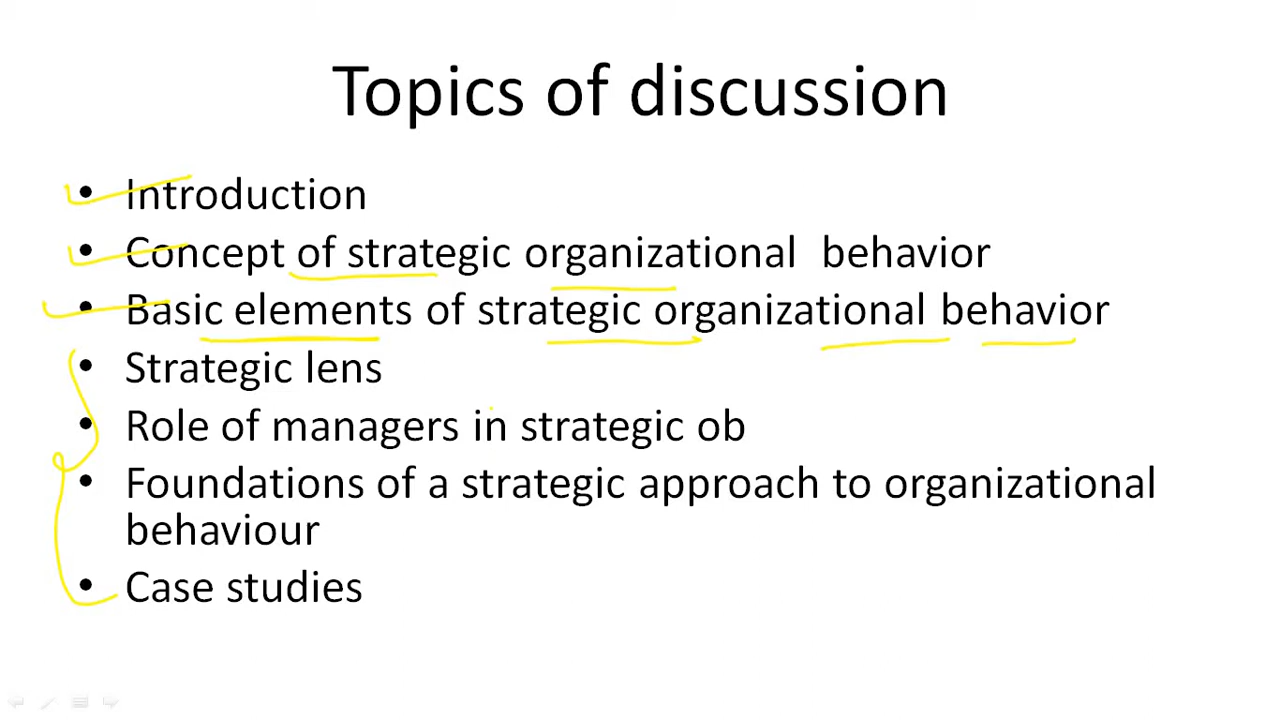 Topics of discussion
• Introduction
• Concept of strategic organizational behavior
• Basic elements of strategic organizational behavior
• Strategic lens
• Role of managers in strategic ob
• Foundations of a strategic approach to organizational
behaviour
• Case studies